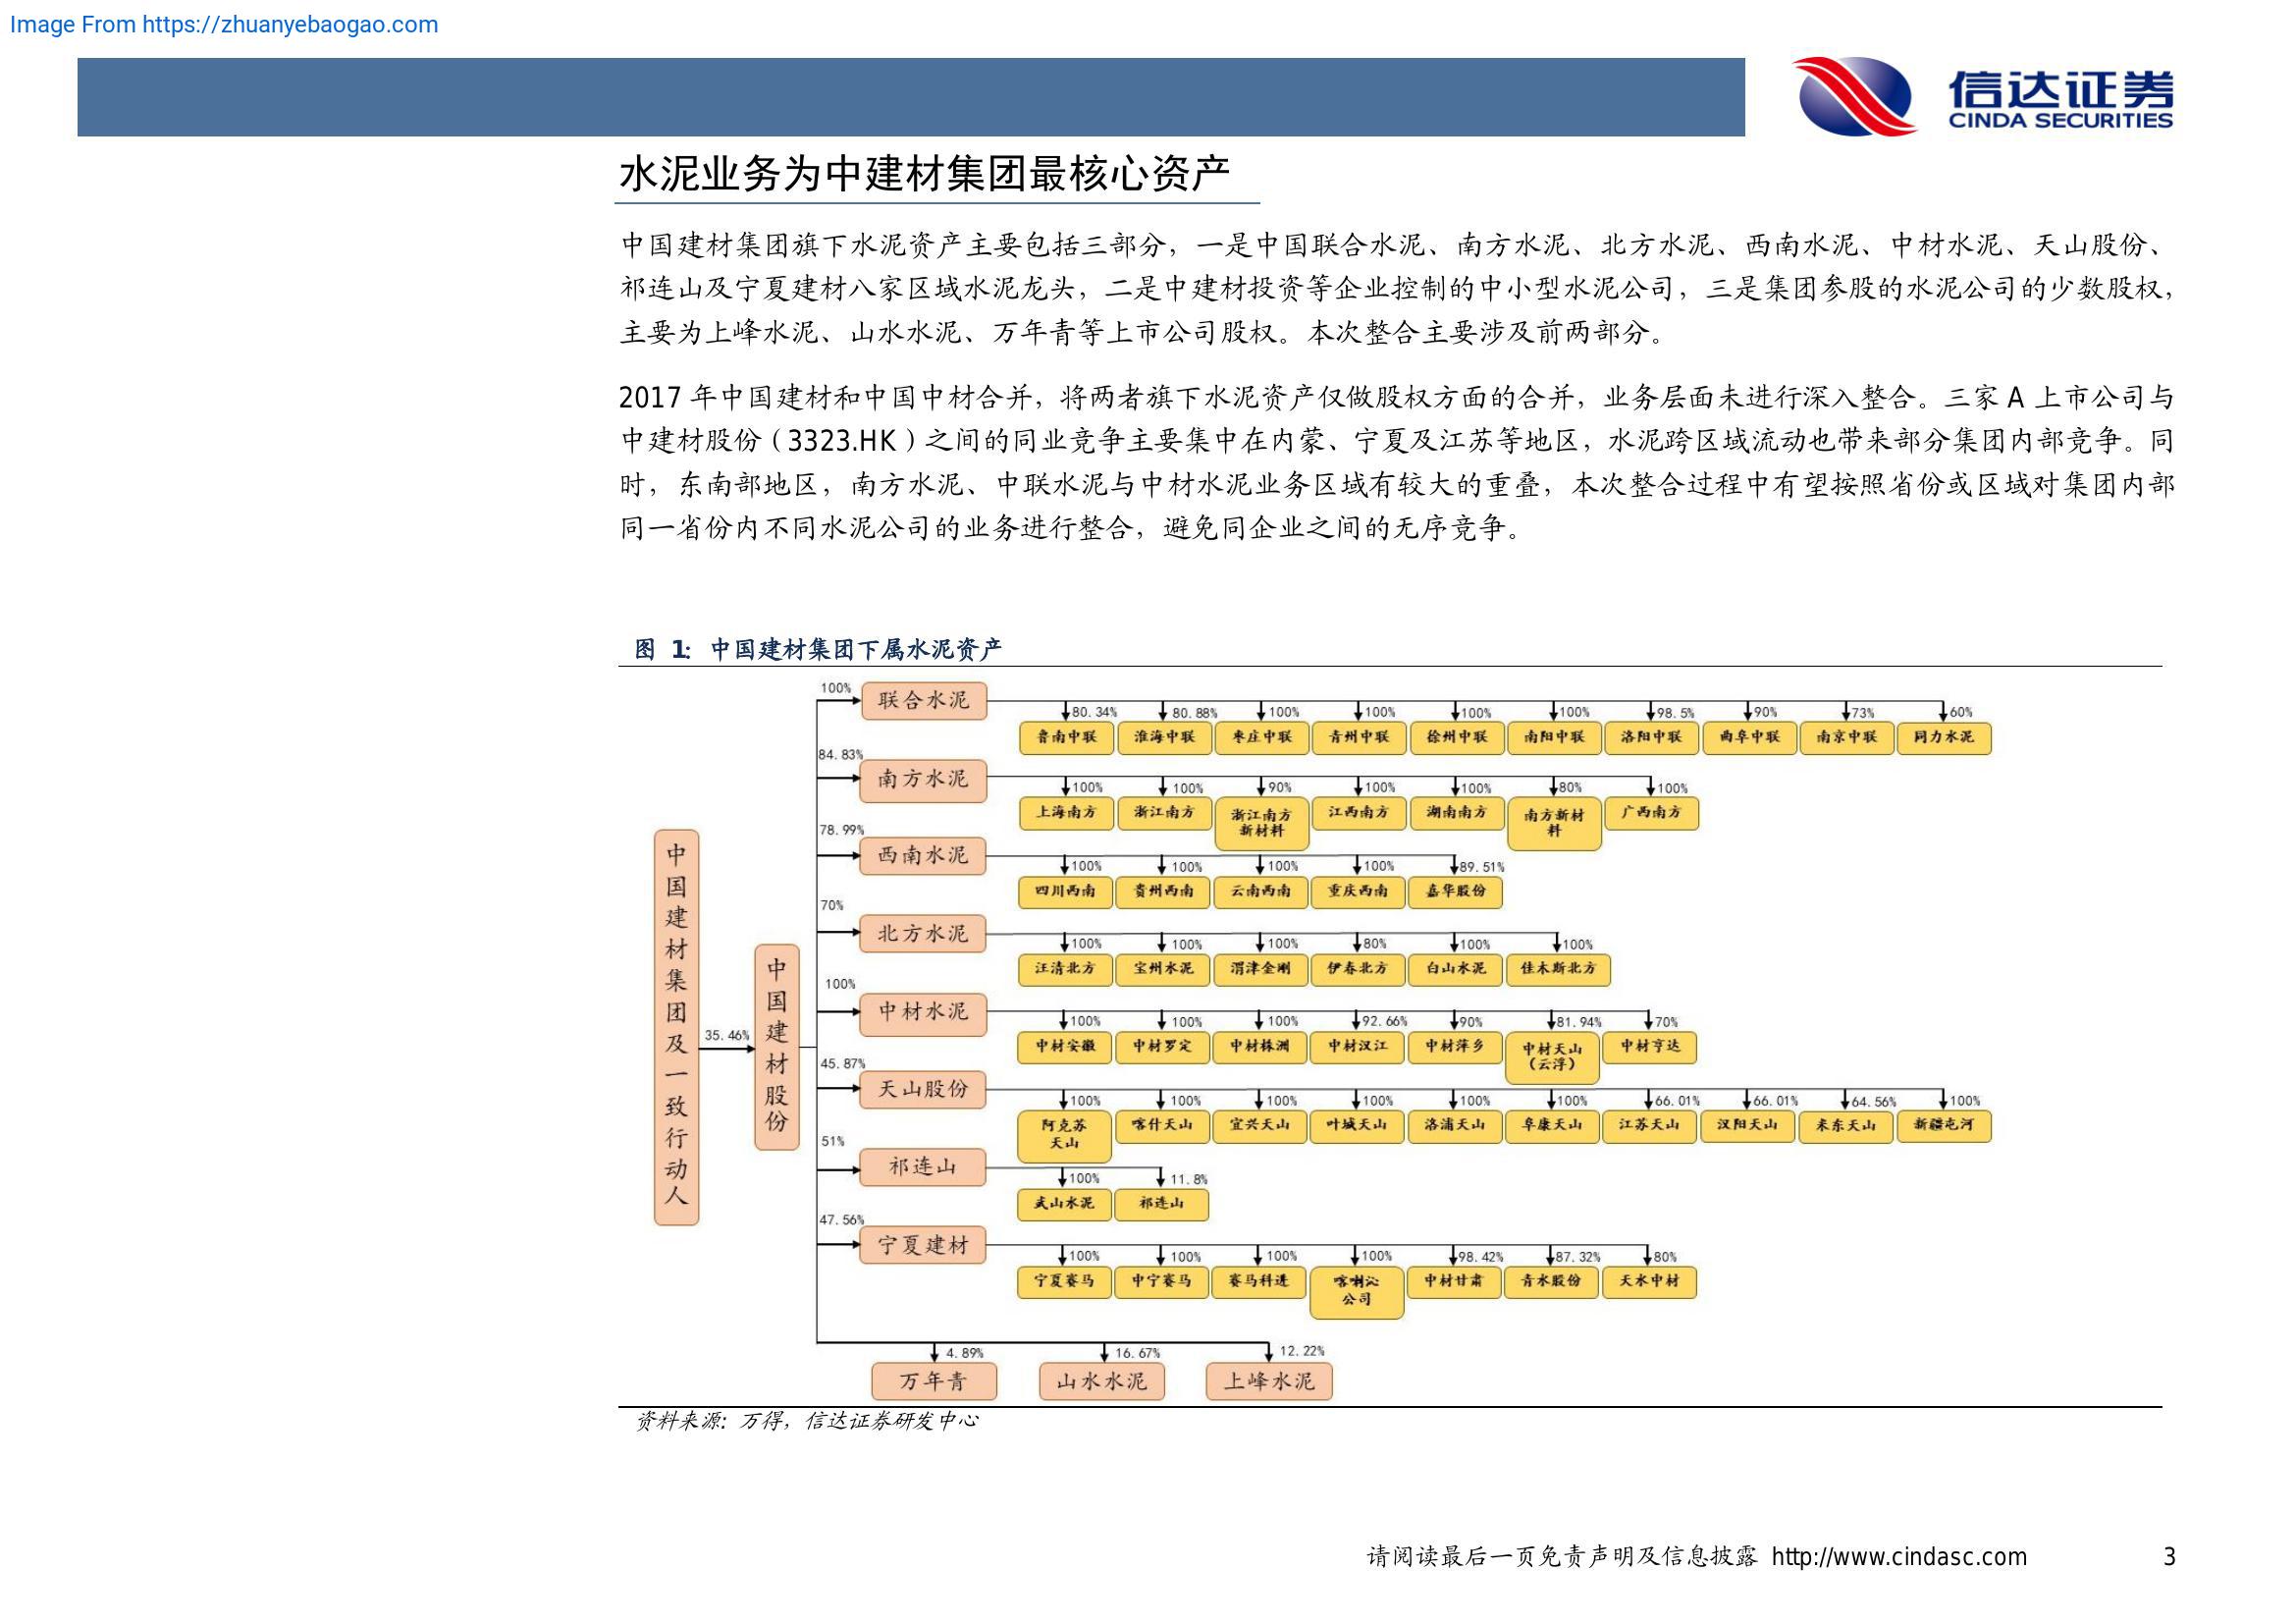 Image From https://zhuanyebaogao.com
信达证券
CINDA SECURITIES
水泥业务为中建材集团最核心资产
中国建材集团旗下水泥资产主要包括三部分，一是中国联合水泥、南方水泥、北方水泥、西南水泥、中材水泥、天山股份、
祁连山及宁夏建材八家区域水泥龙头，二是中建材投资等企业控制的中小型水泥公司，三是集团参股的水泥公司的少数股权，
主要为上峰水泥、山水水泥、万年青等上市公司股权。本次整合主要涉及前两部分。
2017 年中国建材和中国中材合并，将两者旗下水泥资产仅做股权方面的合并，业务层面未进行深入整合。三家 A 上市公司与
中建材股份（3323.HK）之间的同业竞争主要集中在内蒙、宁夏及江苏等地区，水泥跨区域流动也带来部分集团内部竞争。同
时，东南部地区，南方水泥、中联水泥与中材水泥业务区域有较大的重叠，本次整合过程中有望按照省份或区域对集团内部
同一省份内不同水泥公司的业务进行整合，避免同企业之间的无序竞争。
图 1: 中国建材集团下属水泥资产
中国建材集团及一致行动人
35.46%
中国建材股份
100%
联合水泥
80.34% 80.88% 100% 100% 100% 100% 98.5% 90% 73% 60%
鲁南中联 淮海中联 枣庄中联 青州中联 徐州中联 南阳中联 洛阳中联 曲阜中联 南京中联 同力水泥
84.83%
南方水泥
100% 100% 90% 100% 100% 80% 100%
上海南方 浙江南方 浙江南方新材料 江西南方 湖南南方 南方新材料 广西南方
78.99%
西南水泥
100% 100% 100% 100% 89.51%
四川西南 贵州西南 云南西南 重庆西南 嘉华股份
70%
北方水泥
100% 100% 100% 80% 100% 100%
汪清北方 宝州水泥 渭津金刚 伊春北方 白山水泥 佳木斯北方
100%
中材水泥
100% 100% 100% 92.66% 90% 81.94% 70%
中材安徽 中材罗定 中材株洲 中材汉江 中材萍乡 中材天山（云浮） 中材亨达
45.87%
天山股份
100% 100% 100% 100% 100% 100% 66.01% 66.01% 64.56% 100%
阿克苏天山 喀什天山 宜兴天山 叶城天山 洛浦天山 阜康天山 江苏天山 汉阳天山 米东天山 新疆屯河
51%
祁连山
100% 11.8%
武山水泥 祁连山
47.56%
宁夏建材
100% 100% 100% 100% 98.42% 87.32% 80%
宁夏赛马 中宁赛马 赛马科进 喀喇沁公司 中材甘肃 青水股份 天水中材
4.89% 16.67% 12.22%
万年青 山水水泥 上峰水泥
资料来源: 万得，信达证券研发中心
请阅读最后一页免责声明及信息披露 http://www.cindasc.com 3